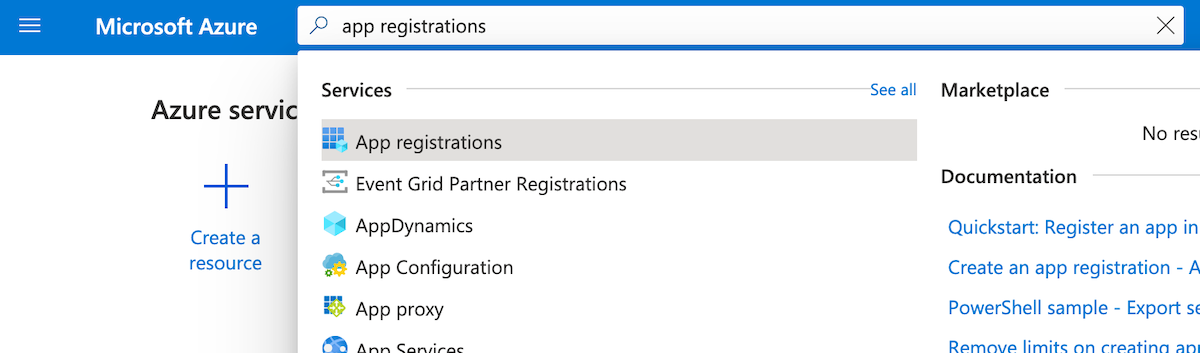 Microsoft Azure
app registrations
Azure servic
Create a
resource
Services
See all
App registrations
Event Grid Partner Registrations
AppDynamics
App Configuration
App proxy
App Services
Marketplace
No resu
Documentation
Quickstart: Register an app in
Create an app registration - A
PowerShell sample - Export se
Remove limits on creating app